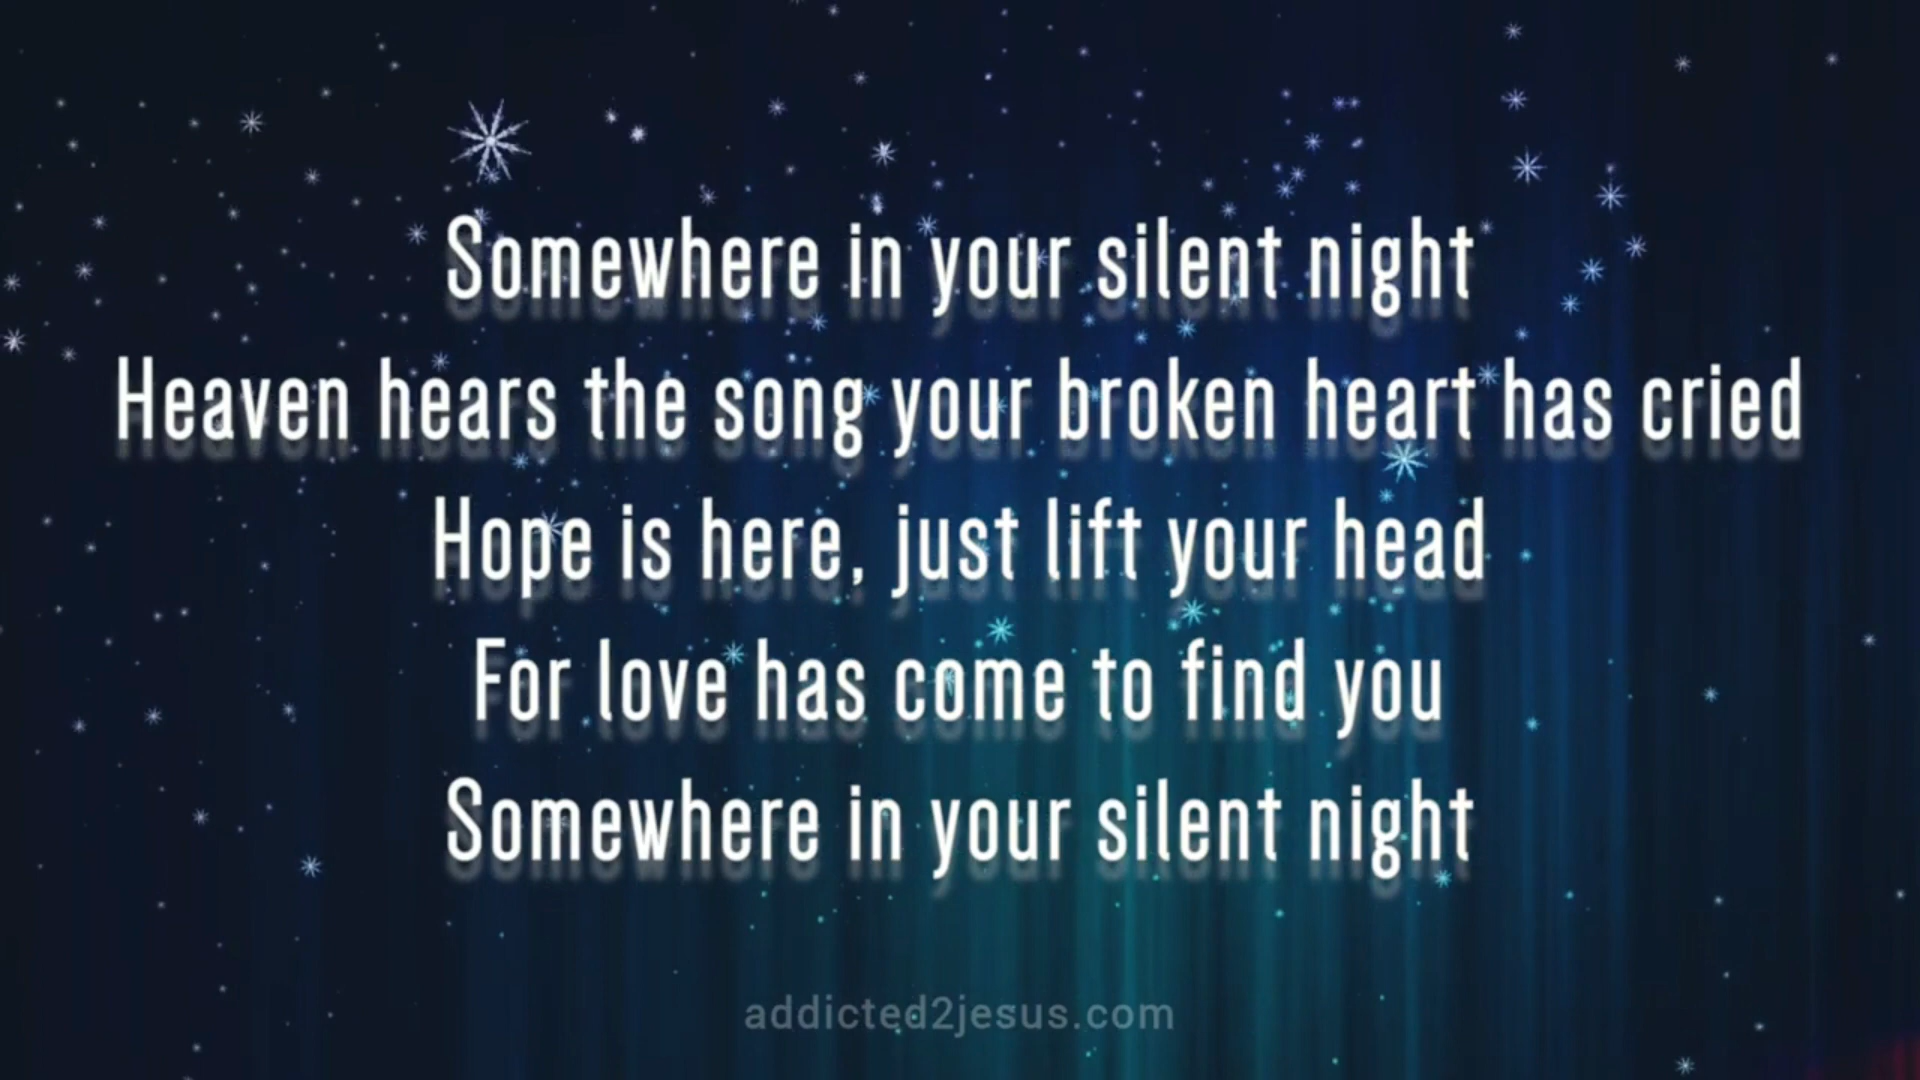 Somewhere in your silent night
Heaven hears the song your broken heart has cried
Hope is here, just lift your head
For love has come to find you
Somewhere in your silent night
addicted2jesus.com